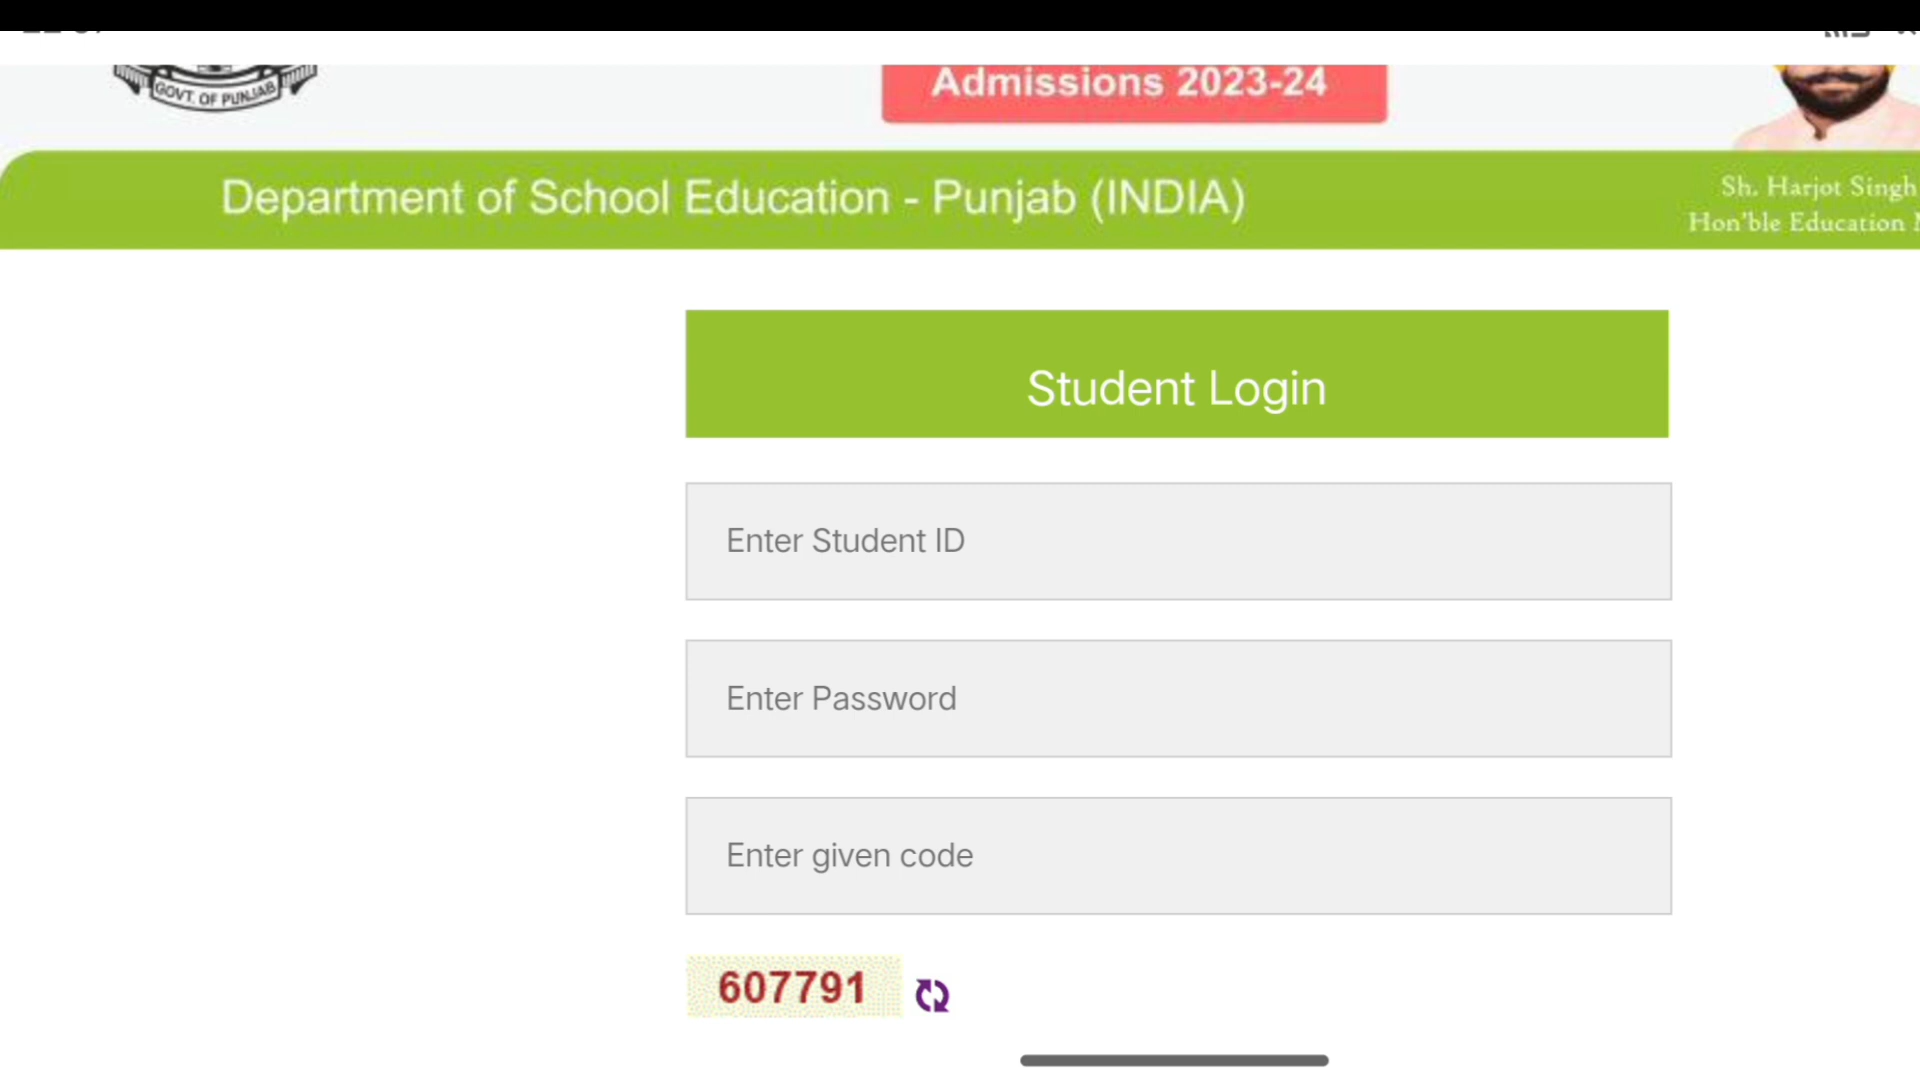 GOVT. OF PUNJAB
Admissions 2023-24
Department of School Education - Punjab (INDIA)
Sh. Harjot Singh
Hon'ble Education
Student Login
Enter Student ID
Enter Password
Enter given code
607791